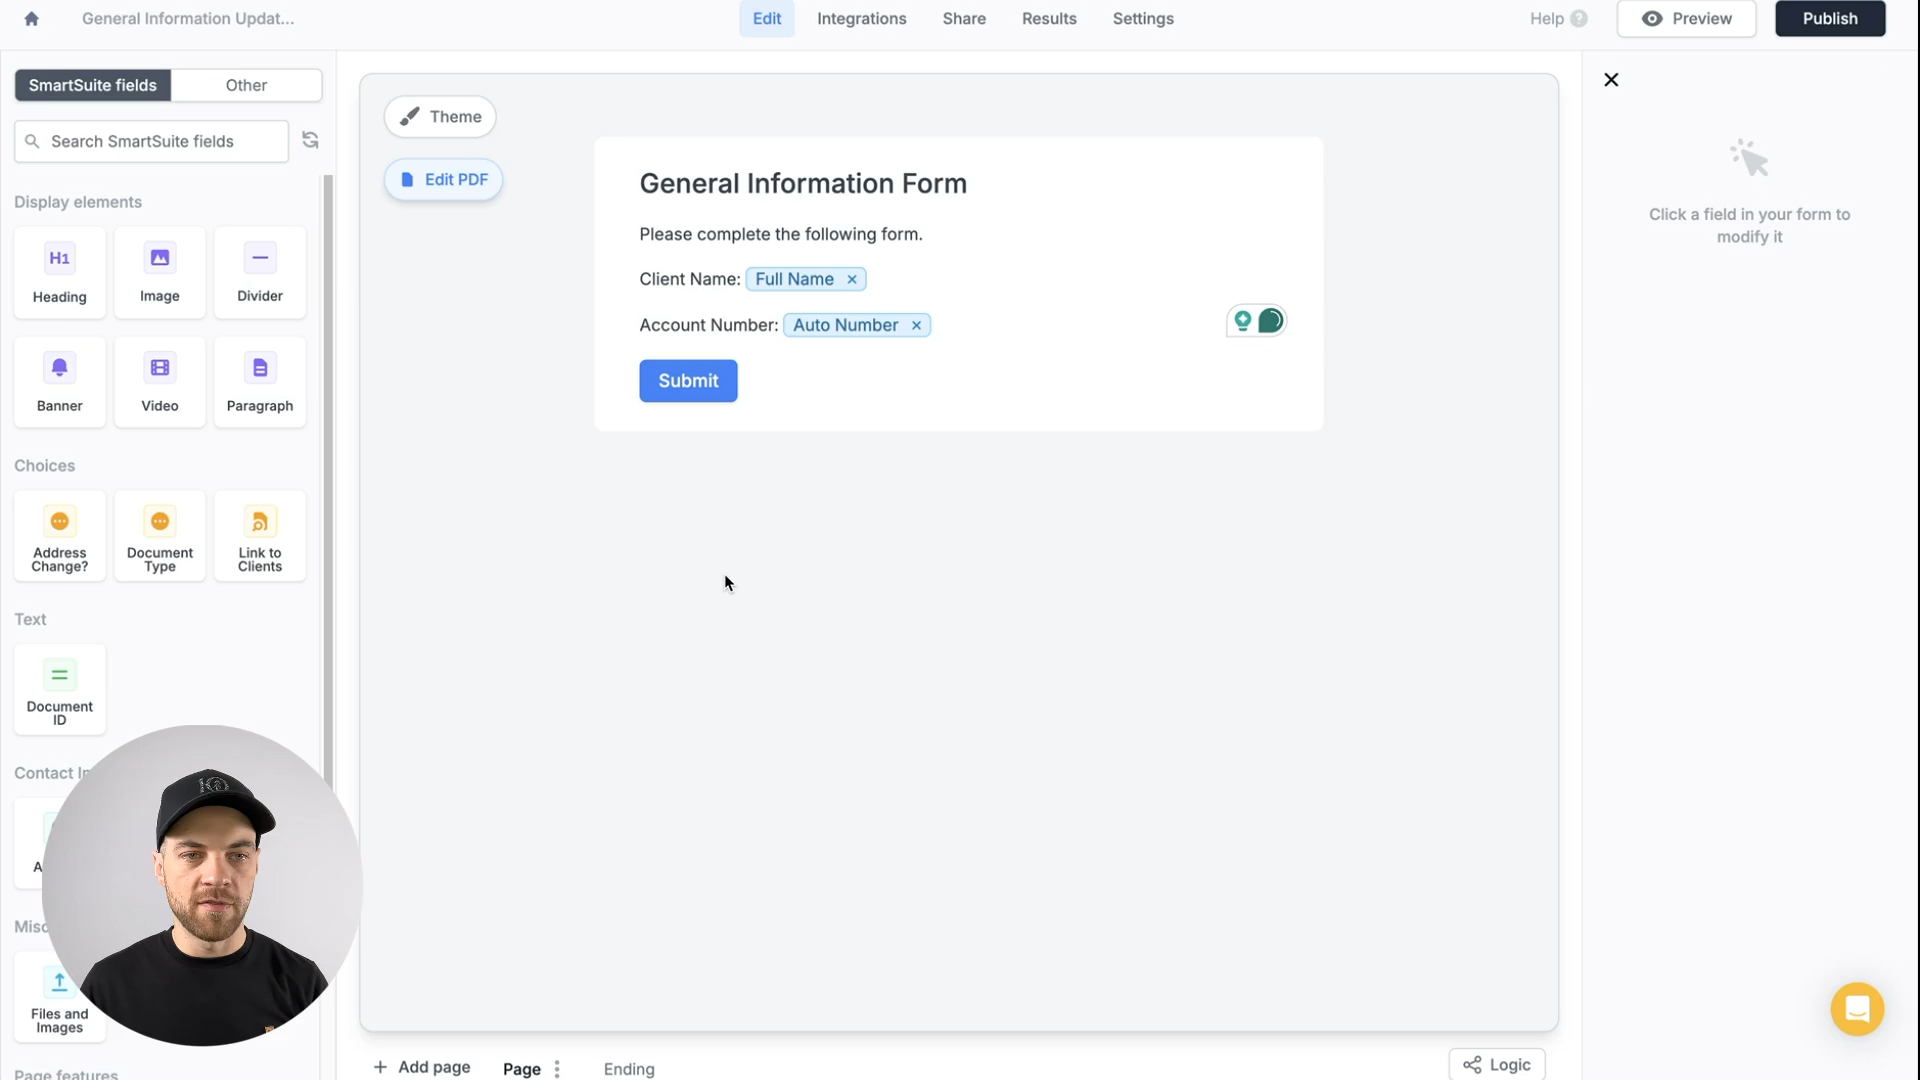 General Information Updat...
Edit
Integrations
Share
Results
Settings
Help
Preview
Publish
SmartSuite fields
Other
Search SmartSuite fields
Display elements
H1
Heading
Image
Divider
Banner
Video
Paragraph
Choices
Address
Change?
Document
Type
Link to
Clients
Text
Document
ID
Contact
Misc
Files and
Images
Page features
Theme
Edit PDF
General Information Form
Please complete the following form.
Client Name: Full Name ×
Account Number: Auto Number ×
Submit
Click a field in your form to
modify it
+ Add page
Page
Ending
Logic